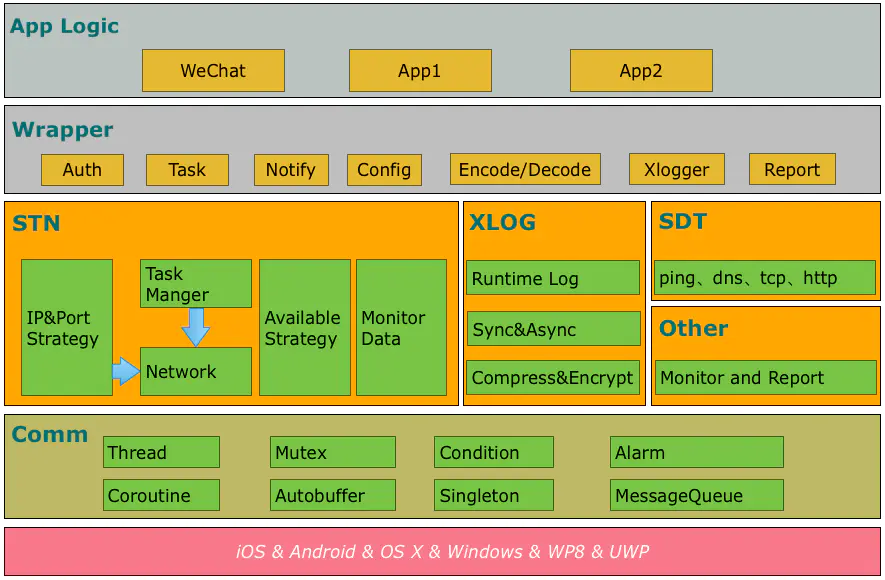 App Logic
WeChat
App1
App2
Wrapper
Auth
Task
Notify
Config
Encode/Decode
Xlogger
Report
STN
IP&Port
Strategy
Task
Manger
Network
Available
Strategy
Monitor
Data
XLOG
Runtime Log
Sync&Async
Compress&Encrypt
SDT
ping、dns、tcp、http
Other
Monitor and Report
Comm
Thread
Mutex
Condition
Alarm
Coroutine
Autobuffer
Singleton
MessageQueue
iOS & Android & OS X & Windows & WP8 & UWP